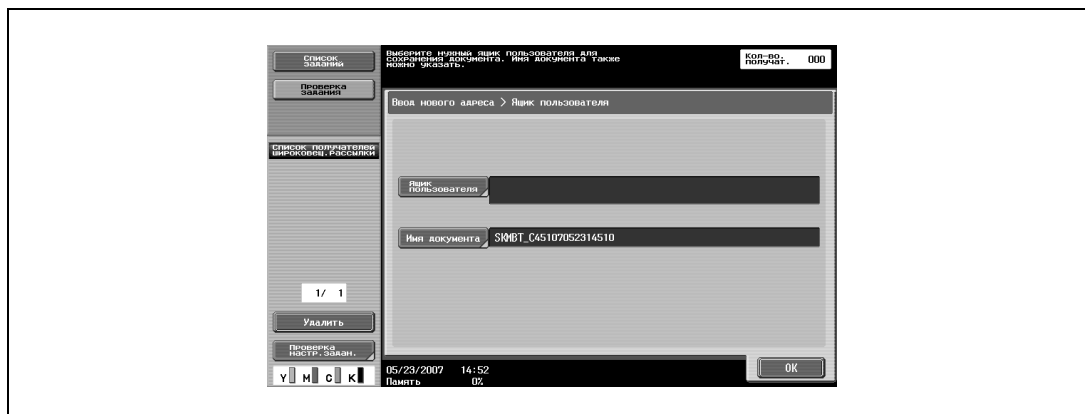 Список
заданий
Проверка
задания
Список получателей
широковещ.рассылки
1/ 1
Удалить
Проверка
настр.задан.
Y M C K
Выберите нужный ящик пользователя для
сохранения документа. Имя документа также
можно указать.
Кол-во.
получат. 000
Ввод нового адреса > Ящик пользователя
Ящик
пользователя
Имя документа SKMBT_C45107052314510
05/23/2007 14:52
Память 0%
OK